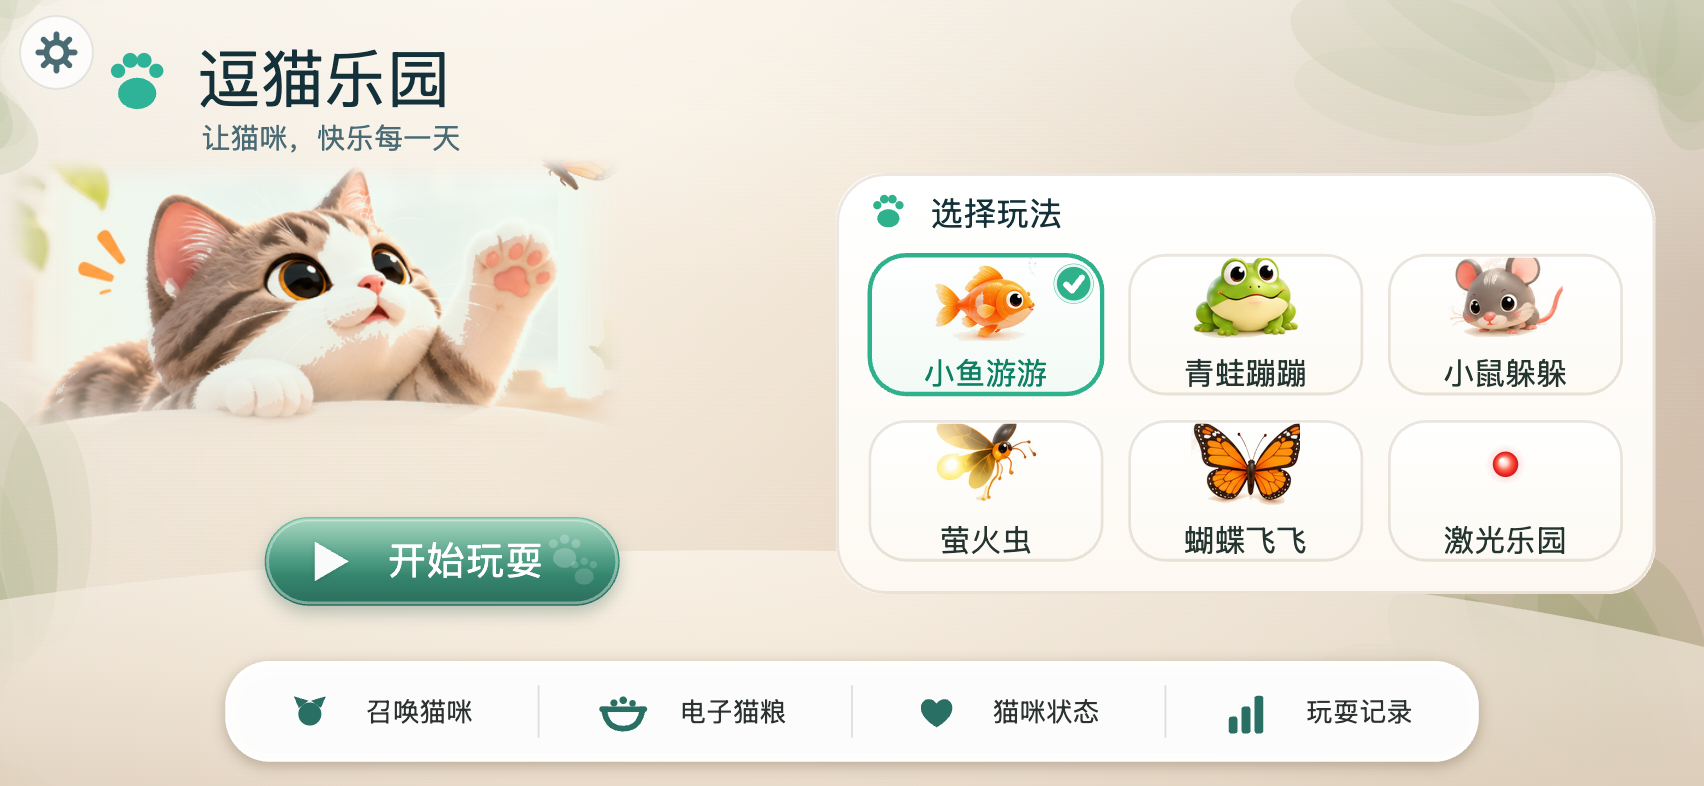 逗猫乐园
让猫咪，快乐每一天
选择玩法
小鱼游游
青蛙蹦蹦
小鼠躲躲
萤火虫
蝴蝶飞飞
激光乐园
开始玩耍
召唤猫咪
电子猫粮
猫咪状态
玩耍记录